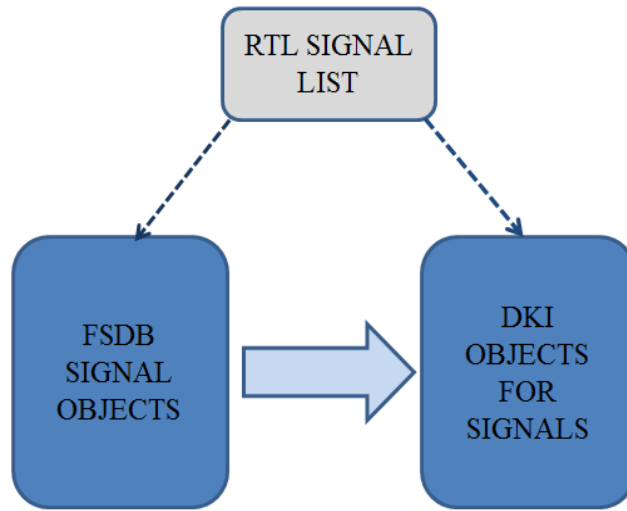 RTL SIGNAL
LIST
FSDB
SIGNAL
OBJECTS
DKI
OBJECTS
FOR
SIGNALS